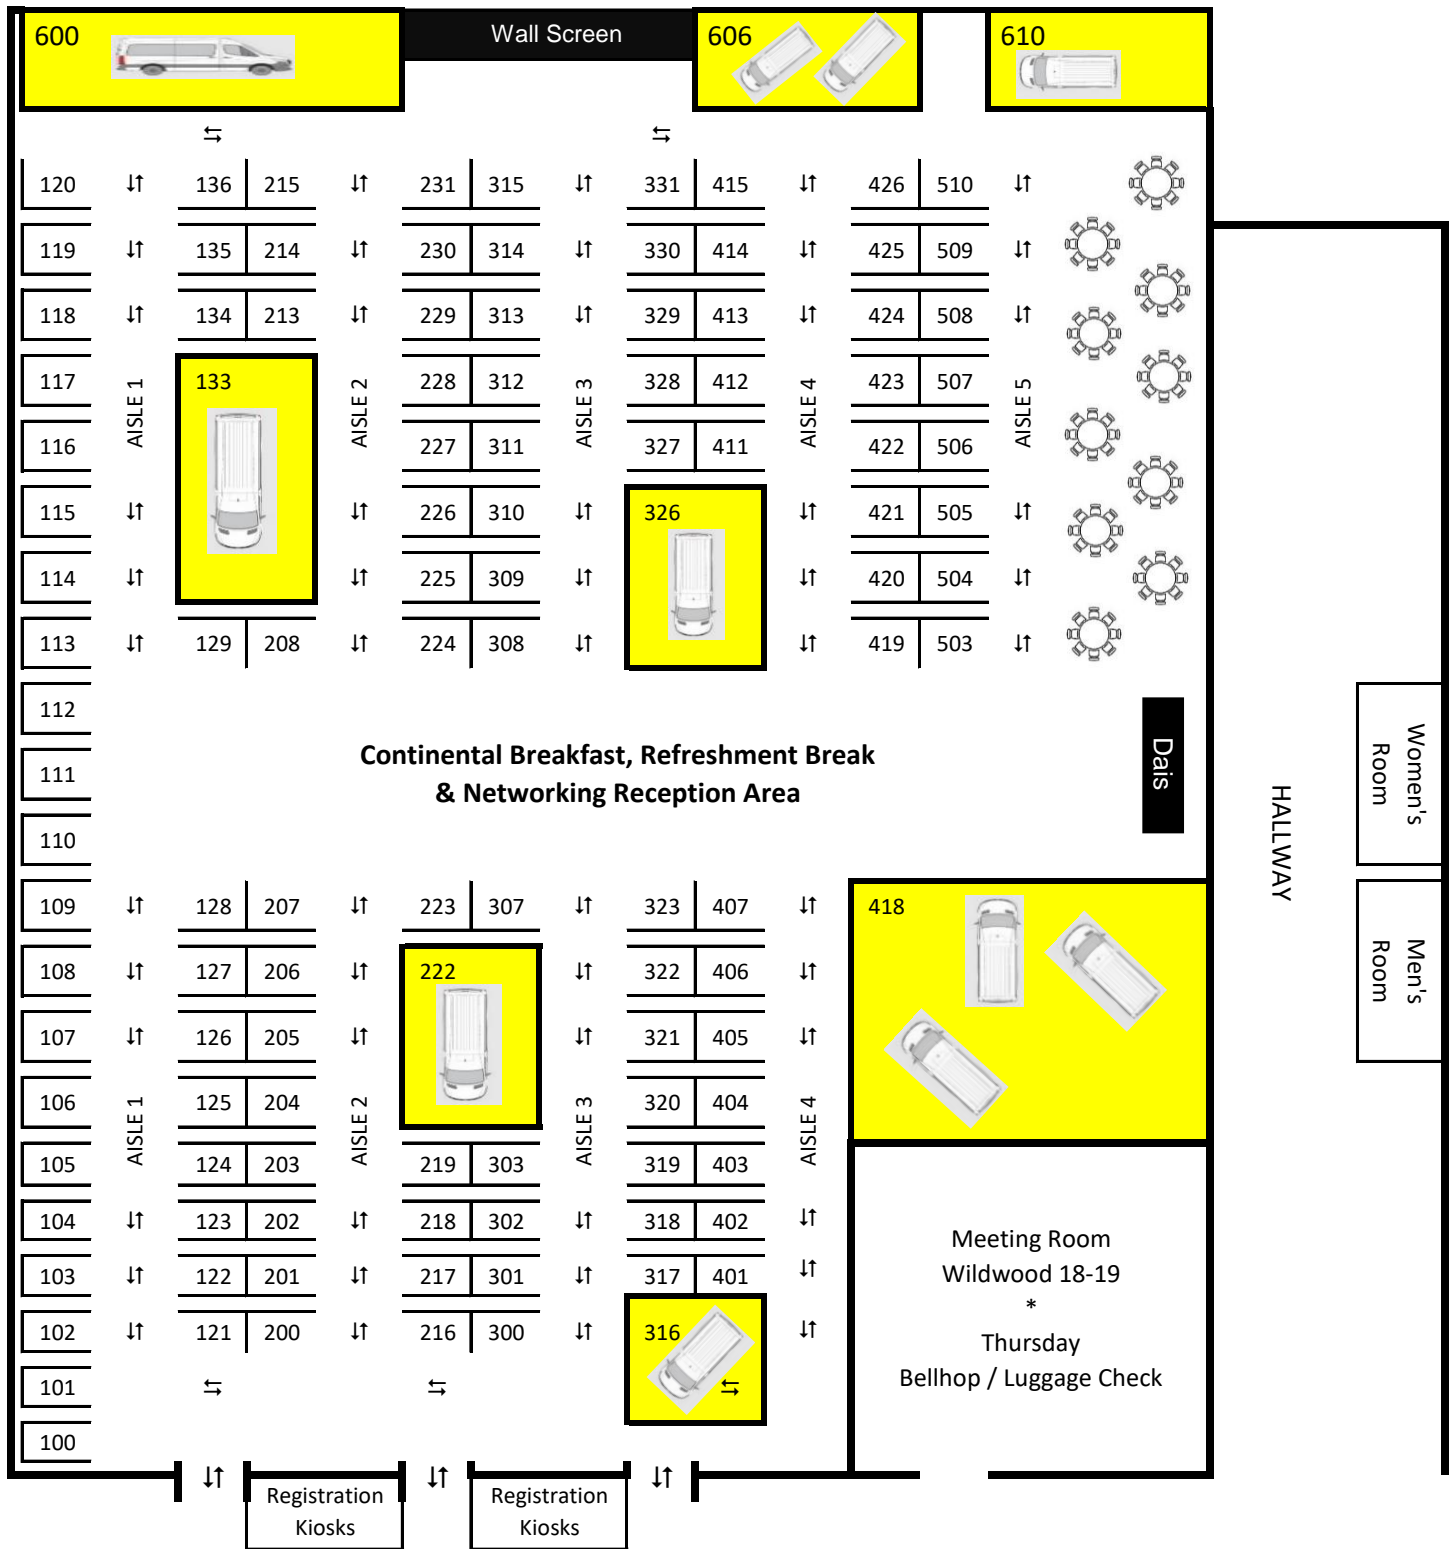 600
Wall Screen
606
610
⇆ ⇆
120 ↓↑ 136 215 ↓↑ 231 315 ↓↑ 331 415 ↓↑ 426 510 ↓↑
119 ↓↑ 135 214 ↓↑ 230 314 ↓↑ 330 414 ↓↑ 425 509 ↓↑
118 ↓↑ 134 213 ↓↑ 229 313 ↓↑ 329 413 ↓↑ 424 508 ↓↑
117 133 228 312 328 412 423 507
AISLE 1 AISLE 2 AISLE 3 AISLE 4 AISLE 5
116 227 311 327 411 422 506
115 ↓↑ ↓↑ 226 310 ↓↑ 326 ↓↑ 421 505 ↓↑
114 ↓↑ ↓↑ 225 309 ↓↑ ↓↑ 420 504 ↓↑
113 ↓↑ 129 208 ↓↑ 224 308 ↓↑ ↓↑ 419 503 ↓↑
112
111
110
Continental Breakfast, Refreshment Break
& Networking Reception Area
Dais
HALLWAY
Women's
Room
Men's
Room
109 ↓↑ 128 207 ↓↑ 223 307 ↓↑ 323 407 ↓↑ 418
108 ↓↑ 127 206 ↓↑ 222 ↓↑ 322 406 ↓↑
107 ↓↑ 126 205 ↓↑ ↓↑ 321 405 ↓↑
106 125 204 320 404
AISLE 1 AISLE 2 AISLE 3 AISLE 4
105 124 203 219 303 319 403
104 ↓↑ 123 202 ↓↑ 218 302 ↓↑ 318 402 ↓↑
103 ↓↑ 122 201 ↓↑ 217 301 ↓↑ 317 401 ↓↑
102 ↓↑ 121 200 ↓↑ 216 300 ↓↑ 316 ↓↑
101 ⇆ ⇆ ⇆
100
Meeting Room
Wildwood 18-19
*
Thursday
Bellhop / Luggage Check
↓↑ ↓↑ ↓↑
Registration
Kiosks
Registration
Kiosks